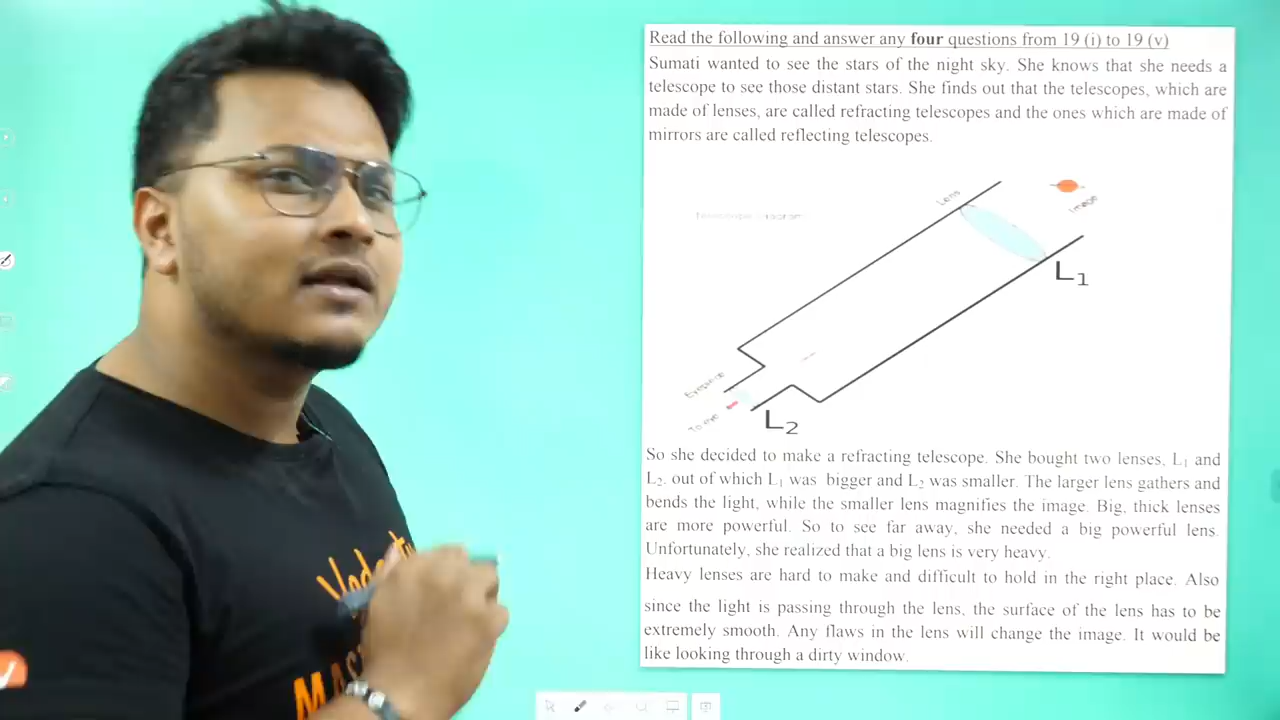 Read the following and answer any four questions from 19 (i) to 19 (v)
Sumati wanted to see the stars of the night sky. She knows that she needs a
telescope to see those distant stars. She finds out that the telescopes, which are
made of lenses, are called refracting telescopes and the ones which are made of
mirrors are called reflecting telescopes.
Lens
Image
L1
Eyepiece
To eye
L2
So she decided to make a refracting telescope. She bought two lenses, L1 and
L2, out of which L1 was bigger and L2 was smaller. The larger lens gathers and
bends the light, while the smaller lens magnifies the image. Big, thick lenses
are more powerful. So to see far away, she needed a big powerful lens.
Unfortunately, she realized that a big lens is very heavy.
Heavy lenses are hard to make and difficult to hold in the right place. Also
since the light is passing through the lens, the surface of the lens has to be
extremely smooth. Any flaws in the lens will change the image. It would be
like looking through a dirty window.